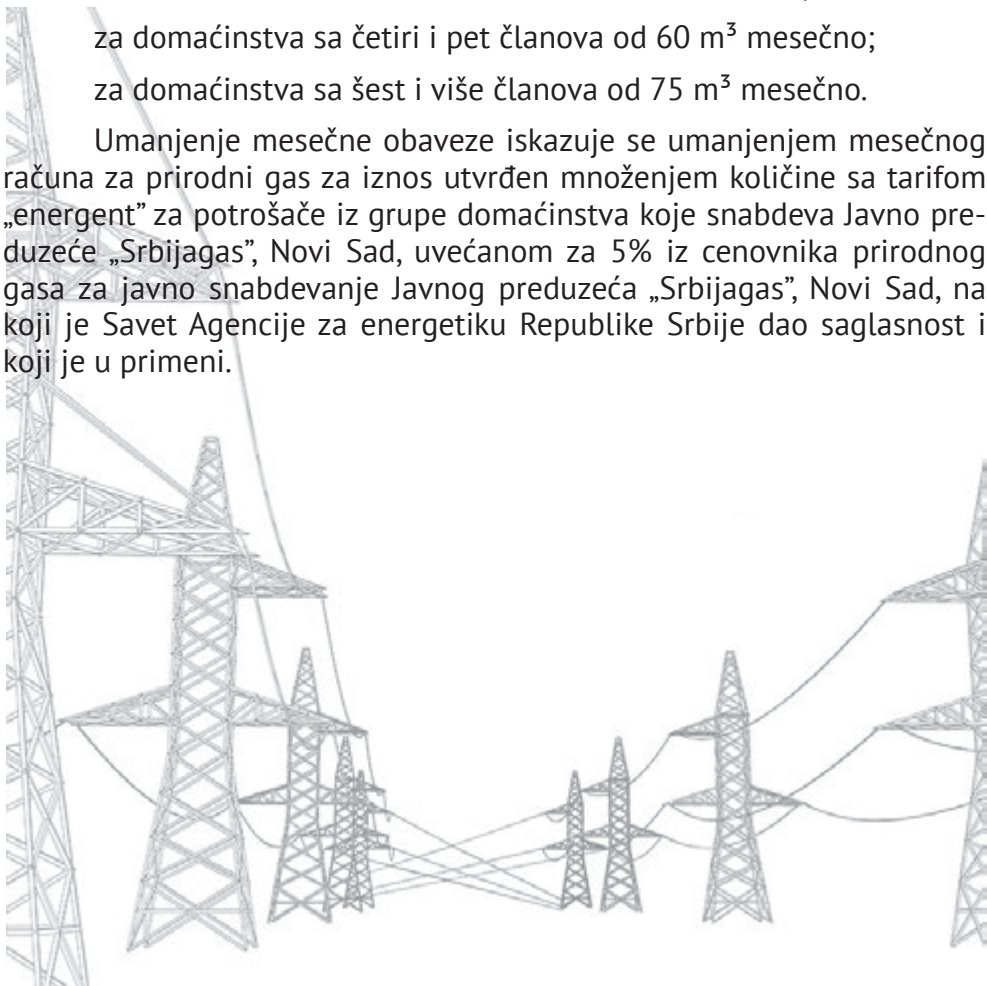 za domaćinstva sa četiri i pet članova od 60 m³ mesečno;
za domaćinstva sa šest i više članova od 75 m³ mesečno.
Umanjenje mesečne obaveze iskazuje se umanjenjem mesečnog
računa za prirodni gas za iznos utvrđen množenjem količine sa tarifom
„energent” za potrošače iz grupe domaćinstva koje snabdeva Javno pre-
duzeće „Srbijagas”, Novi Sad, uvećanom za 5% iz cenovnika prirodnog
gasa za javno snabdevanje Javnog preduzeća „Srbijagas”, Novi Sad, na
koji je Savet Agencije za energetiku Republike Srbije dao saglasnost i
koji je u primeni.